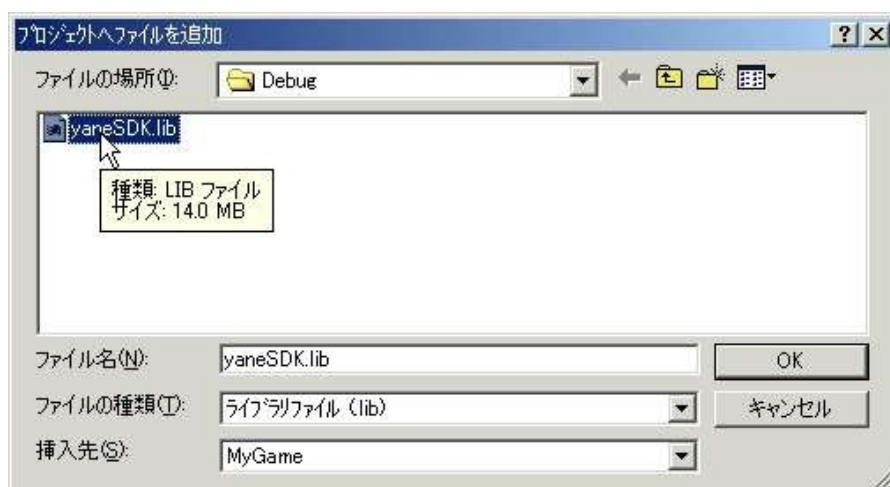 プロジェクトへファイルを追加
ファイルの場所(I):
Debug
yaneSDK.lib
種類: LIB ファイル
サイズ: 14.0 MB
ファイル名(N):
yaneSDK.lib
OK
ファイルの種類(T):
ライブラリファイル (lib)
キャンセル
挿入先(S):
MyGame